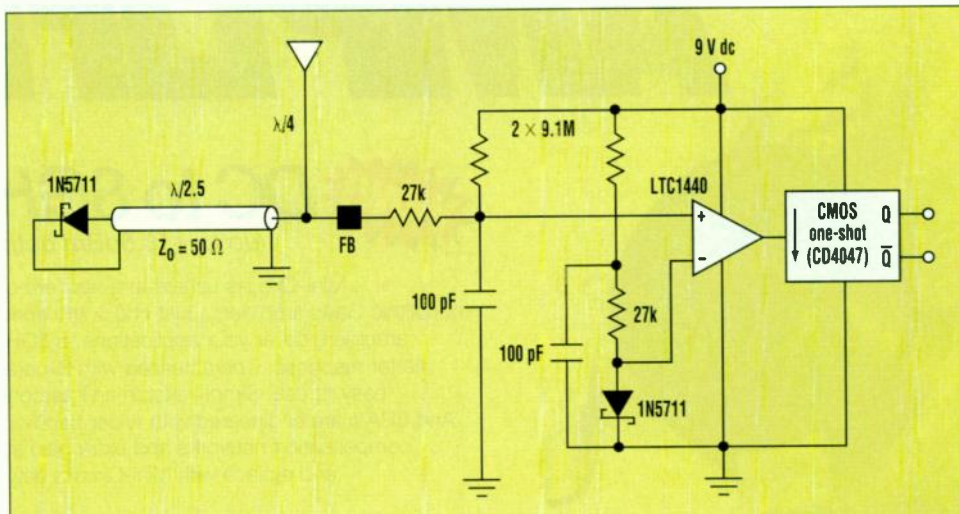 9 V dc
λ/4
2 × 9.1M
1N5711
λ/2.5
27k
LTC1440
Z0 = 50 Ω
FB
+
−
CMOS
one-shot
(CD4047)
Q
Q̅
100 pF
27k
100 pF
1N5711